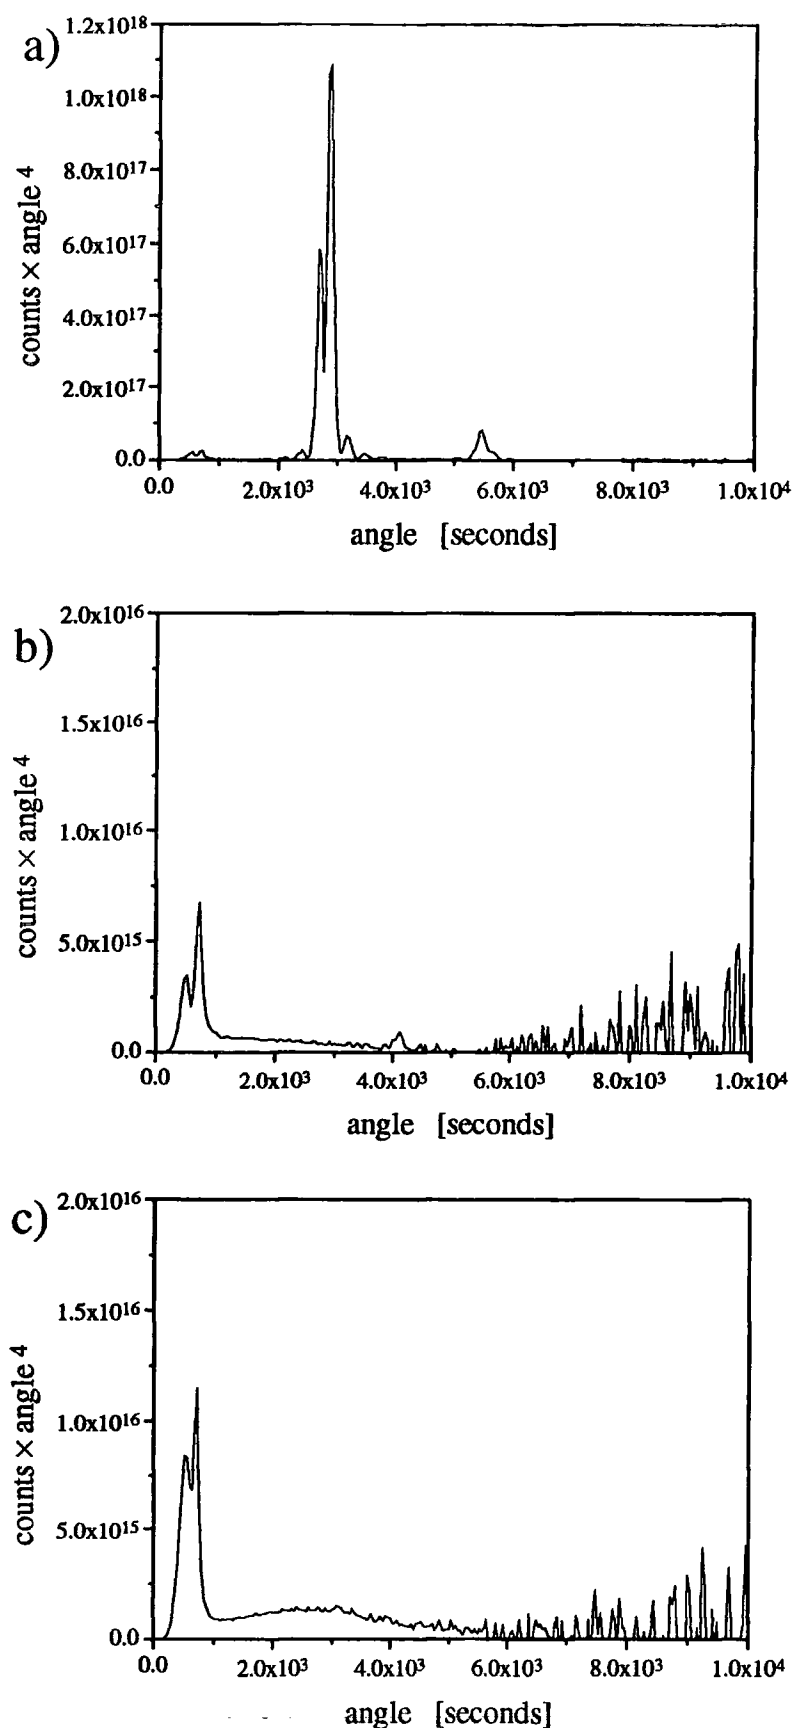 a)
1.2x10¹⁸
1.0x10¹⁸
8.0x10¹⁷
6.0x10¹⁷
4.0x10¹⁷
2.0x10¹⁷
0.0
counts × angle ⁴
0.0 2.0x10³ 4.0x10³ 6.0x10³ 8.0x10³ 1.0x10⁴
angle [seconds]
b)
2.0x10¹⁶
1.5x10¹⁶
1.0x10¹⁶
5.0x10¹⁵
0.0
counts × angle ⁴
0.0 2.0x10³ 4.0x10³ 6.0x10³ 8.0x10³ 1.0x10⁴
angle [seconds]
c)
2.0x10¹⁶
1.5x10¹⁶
1.0x10¹⁶
5.0x10¹⁵
0.0
counts × angle ⁴
0.0 2.0x10³ 4.0x10³ 6.0x10³ 8.0x10³ 1.0x10⁴
angle [seconds]